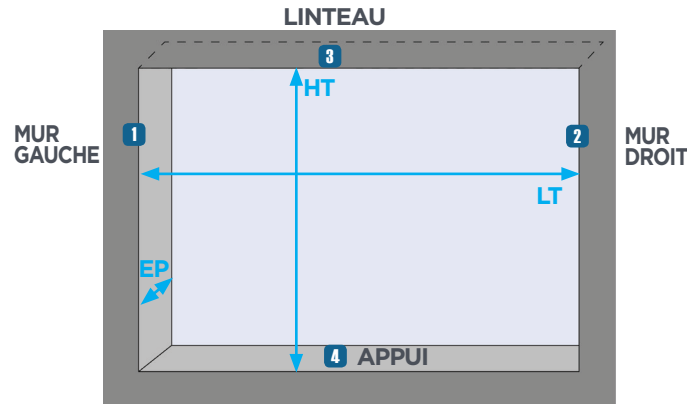 LINTEAU
3
HT
1
MUR
GAUCHE
2
MUR
DROIT
LT
EP
4 APPUI